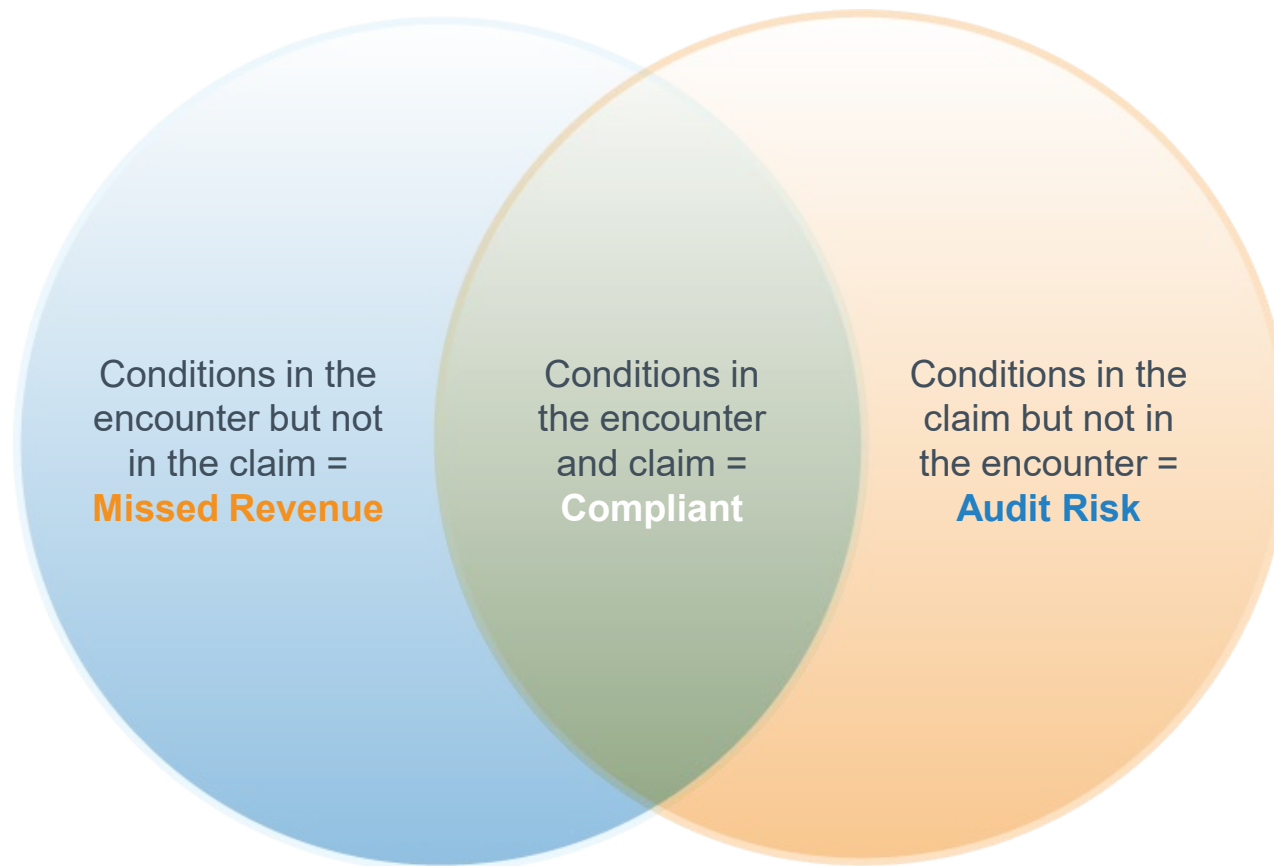 Conditions in the
encounter but not
in the claim =
Missed Revenue
Conditions in
the encounter
and claim =
Compliant
Conditions in the
claim but not in
the encounter =
Audit Risk